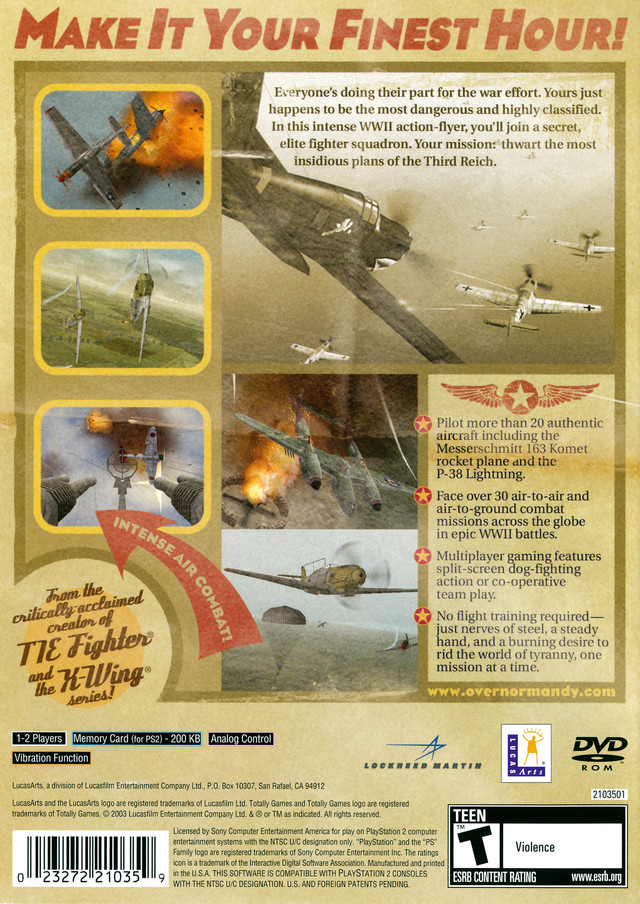 MAKE IT YOUR FINEST HOUR!
Everyone's doing their part for the war effort. Yours just
happens to be the most dangerous and highly classified.
In this intense WWII action-flyer, you'll join a secret,
elite fighter squadron. Your mission: thwart the most
insidious plans of the Third Reich.
Pilot more than 20 authentic
aircraft including the
Messerschmitt 163 Komet
rocket plane and the
P-38 Lightning.
Face over 30 air-to-air and
air-to-ground combat
missions across the globe
in epic WWII battles.
Multiplayer gaming features
split-screen dog-fighting
action or co-operative
team play.
No flight training required—
just nerves of steel, a steady
hand, and a burning desire to
rid the world of tyranny, one
mission at a time.
www.overnormandy.com
INTENSE AIR COMBAT!
From the
critically-acclaimed
creator of
TIE Fighter®
and
the X-Wing®
series!
1-2 Players
Memory Card (for PS2) - 200 KB
Analog Control
Vibration Function
LOCKHEED MARTIN
LUCAS Arts
DVD
ROM
2103501
LucasArts, a division of Lucasfilm Entertainment Company Ltd., P.O. Box 10307, San Rafael, CA 94912
LucasArts and the LucasArts logo are registered trademarks of Lucasfilm Ltd. Totally Games and Totally Games logo are registered
trademarks of Totally Games. © 2003 Lucasfilm Entertainment Company Ltd. & ® or TM as indicated. All rights reserved.
Licensed by Sony Computer Entertainment America for play on PlayStation 2 computer
entertainment systems with the NTSC U/C designation only. "PlayStation" and the "PS"
Family logo are registered trademarks of Sony Computer Entertainment Inc. The ratings
icon is a trademark of the Interactive Digital Software Association. Manufactured and printed
in the U.S.A. THIS SOFTWARE IS COMPATIBLE WITH PLAYSTATION 2 CONSOLES
WITH THE NTSC U/C DESIGNATION. U.S. AND FOREIGN PATENTS PENDING.
0 23272 21035 9
TEEN
T
TM
Violence
ESRB CONTENT RATING
www.esrb.org